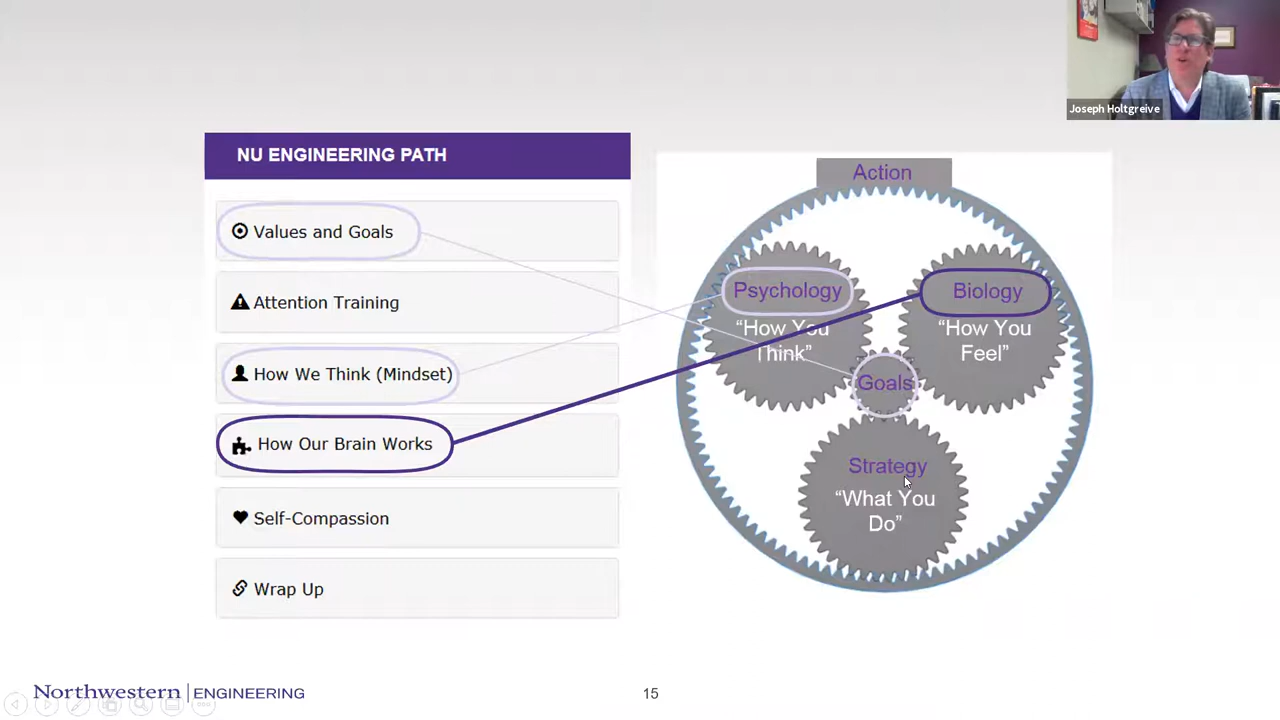 Joseph Holtgreive
NU ENGINEERING PATH
Values and Goals
Attention Training
How We Think (Mindset)
How Our Brain Works
Self-Compassion
Wrap Up
Action
Psychology
“How You
Think”
Biology
“How You
Feel”
Goals
Strategy
“What You
Do”
Northwestern | ENGINEERING
15